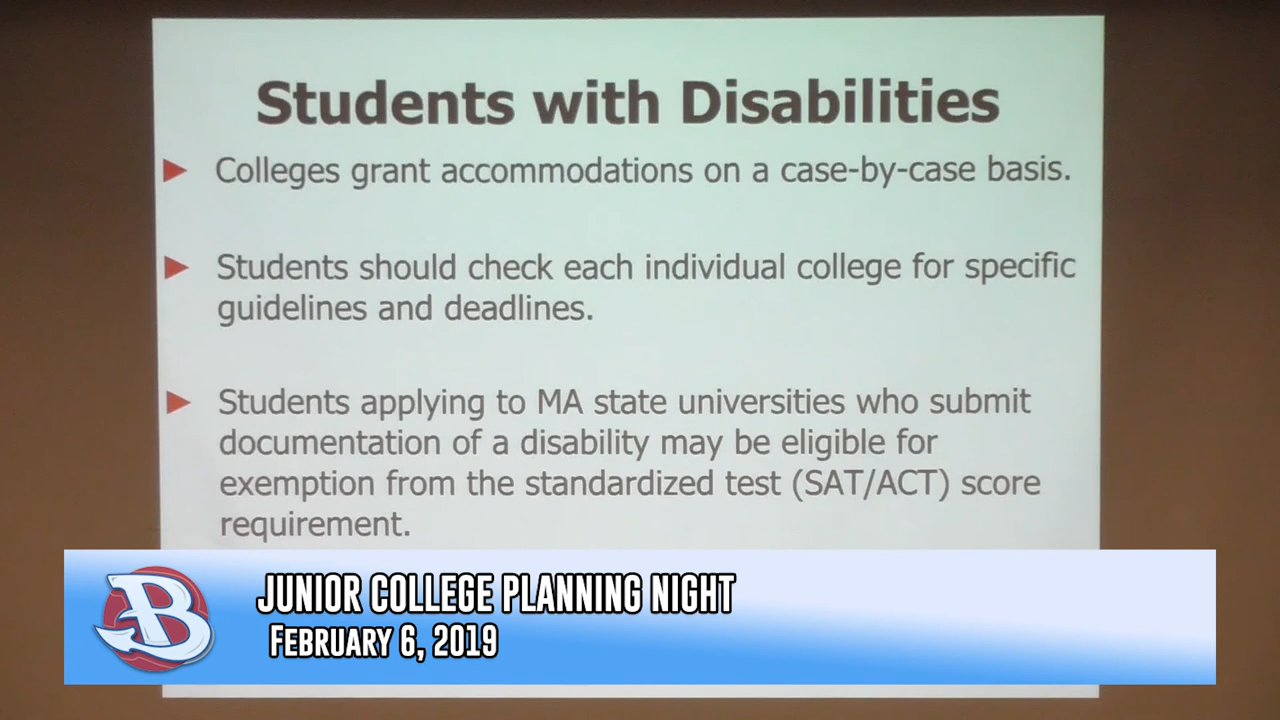 Students with Disabilities
► Colleges grant accommodations on a case-by-case basis.
► Students should check each individual college for specific
guidelines and deadlines.
► Students applying to MA state universities who submit
documentation of a disability may be eligible for
exemption from the standardized test (SAT/ACT) score
requirement.
B
JUNIOR COLLEGE PLANNING NIGHT
FEBRUARY 6, 2019